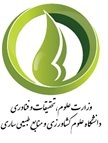 وزارت علوم، تحقیقات و فناوری
دانشگاه علوم کشاورزی و منابع طبیعی ساری